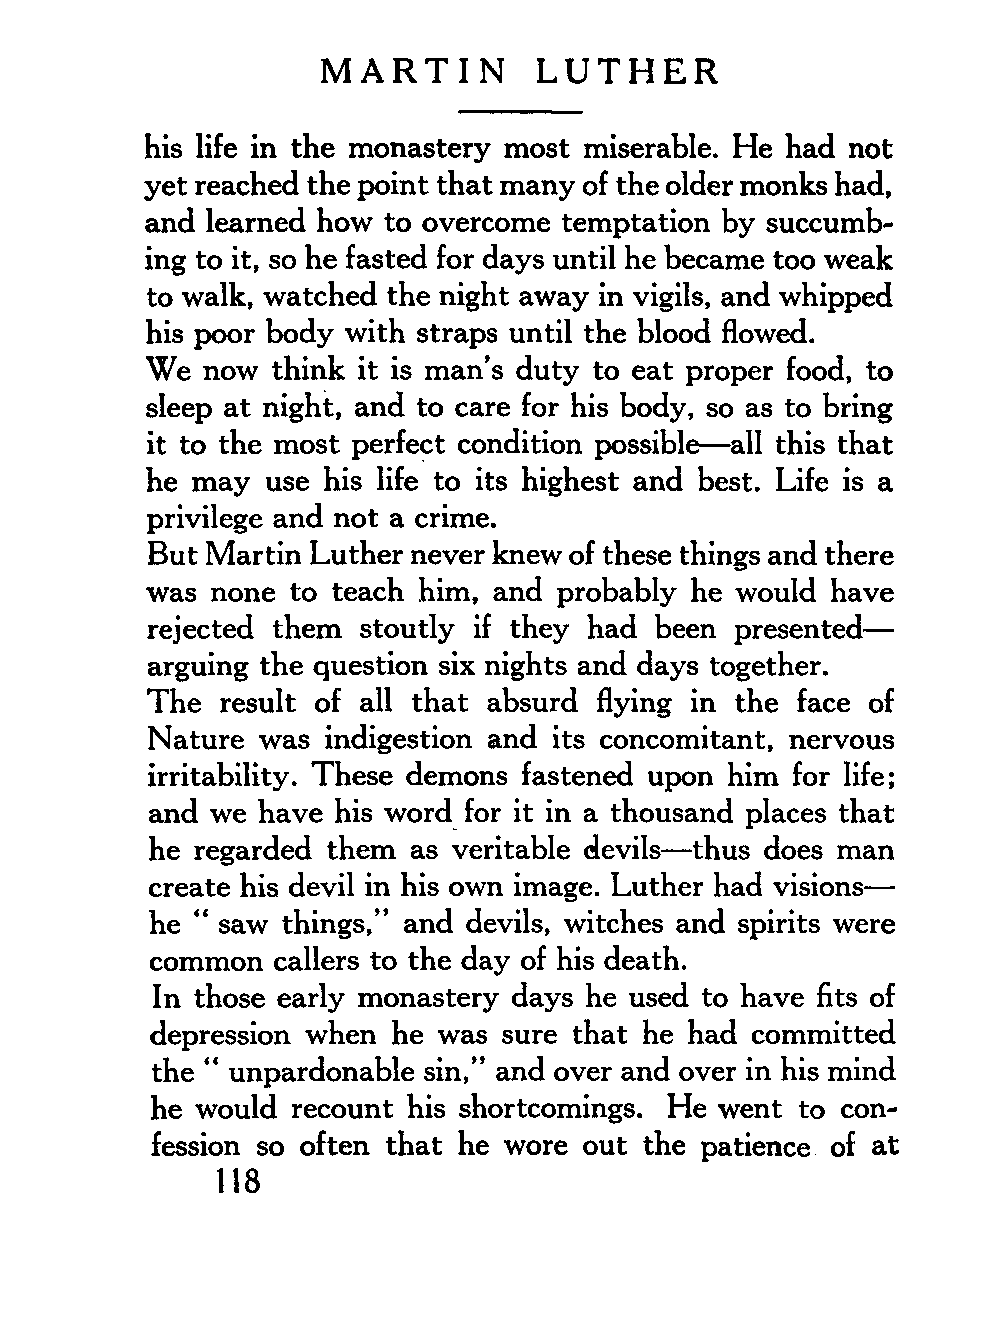 MARTIN LUTHER
his life in the monastery most miserable. He had not
yet reached the point that many of the older monks had,
and learned how to overcome temptation by succumb-
ing to it, so he fasted for days until he became too weak
to walk, watched the night away in vigils, and whipped
his poor body with straps until the blood flowed.
We now think it is man's duty to eat proper food, to
sleep at night, and to care for his body, so as to bring
it to the most perfect condition possible—all this that
he may use his life to its highest and best. Life is a
privilege and not a crime.
But Martin Luther never knew of these things and there
was none to teach him, and probably he would have
rejected them stoutly if they had been presented—
arguing the question six nights and days together.
The result of all that absurd flying in the face of
Nature was indigestion and its concomitant, nervous
irritability. These demons fastened upon him for life;
and we have his word for it in a thousand places that
he regarded them as veritable devils—thus does man
create his devil in his own image. Luther had visions—
he " saw things," and devils, witches and spirits were
common callers to the day of his death.
In those early monastery days he used to have fits of
depression when he was sure that he had committed
the " unpardonable sin," and over and over in his mind
he would recount his shortcomings. He went to con-
fession so often that he wore out the patience of at
118